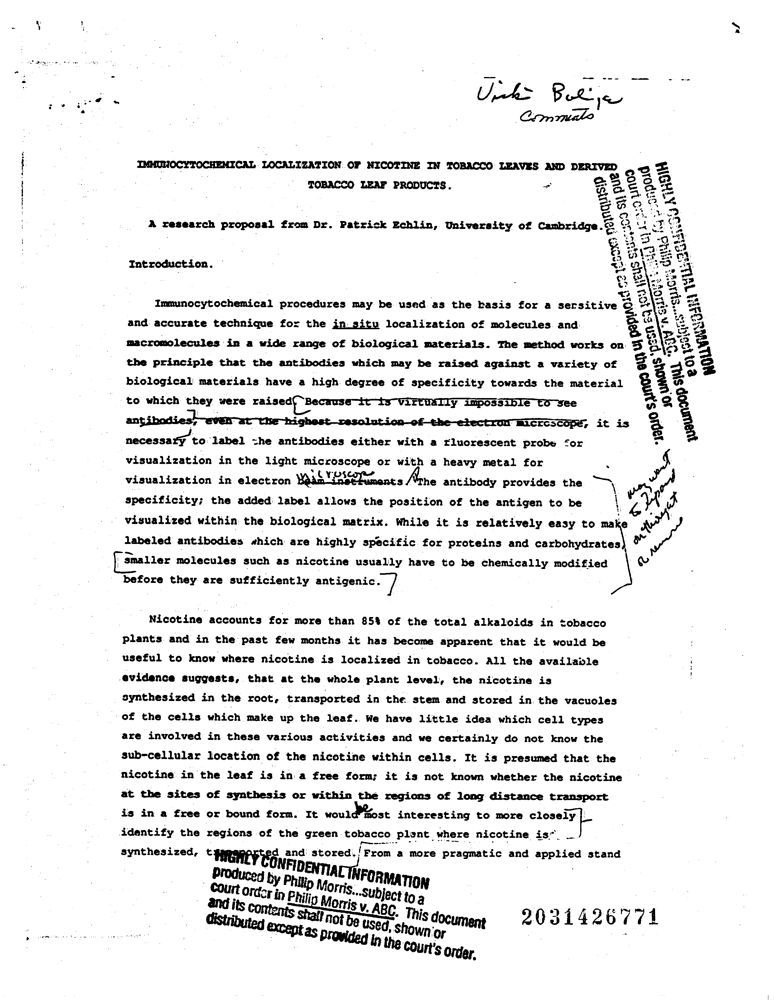 Comments
IMMUNOCYTOCHEMICAL LOCALIZATION OF NICOTINE IN TOBACCO LEAVES AND DERIVED
TOBACCO LEAF PRODUCTS.
A research proposal from Dr. Patrick Echlin, University of Cambridge.
Introduction.
Immunocytochemical procedures may be used as the basis for a sensitive
and accurate technique for the in situ localization of molecules and
macromolecules in a wide range of biological materials. The method works on
the principle that the antibodies which may be raised against a variety of
biological materials have a high degree of specificity towards the material
to which they were raised. Because it is virtually impossible to see
antibodies, even at the highest resolution of the electron microscope, it is
necessary to label the antibodies either with a fluorescent probe for
visualization in the light microscope or with a heavy metal for
microscope
visualization in electron beam instruments. The antibody provides the
specificity; the added label allows the position of the antigen to be
visualized within the biological matrix. While it is relatively easy to make
labeled antibodies which are highly specific for proteins and carbohydrates,
smaller molecules such as nicotine usually have to be chemically modified
before they are sufficiently antigenic.
may want
to expand
on this right
Nicotine accounts for more than 85% of the total alkaloids in tobacco
plants and in the past few months it has become apparent that it would be
useful to know where nicotine is localized in tobacco. All the available
evidence suggests, that at the whole plant level, the nicotine is
synthesized in the root, transported in the stem and stored in the vacuoles
of the cells which make up the leaf. We have little idea which cell types
are involved in these various activities and we certainly do not know the
sub-cellular location of the nicotine within cells. It is presumed that the
nicotine in the leaf is in a free form; it is not known whether the nicotine
at the sites of synthesis or within the regions of long distance transport
is in a free or bound form. It would be most interesting to more closely
identify the regions of the green tobacco plant where nicotine is
synthesized, transported and stored. From a more pragmatic and applied stand
HIGHLY CONFIDENTIAL INFORMATION
produced by Philip Morris...subject to a
court order in Philip Morris v. ABC. This document
and its contents shall not be used, shown or
distributed except as provided in the court's order.
HIGHLY CONFIDENTIAL INFORMATION
produced by Philip Morris...subject to a
court order in Philip Morris v. ABC. This document
and its contents shall not be used, shown or
distributed except as provided in the court's order.
2031426771